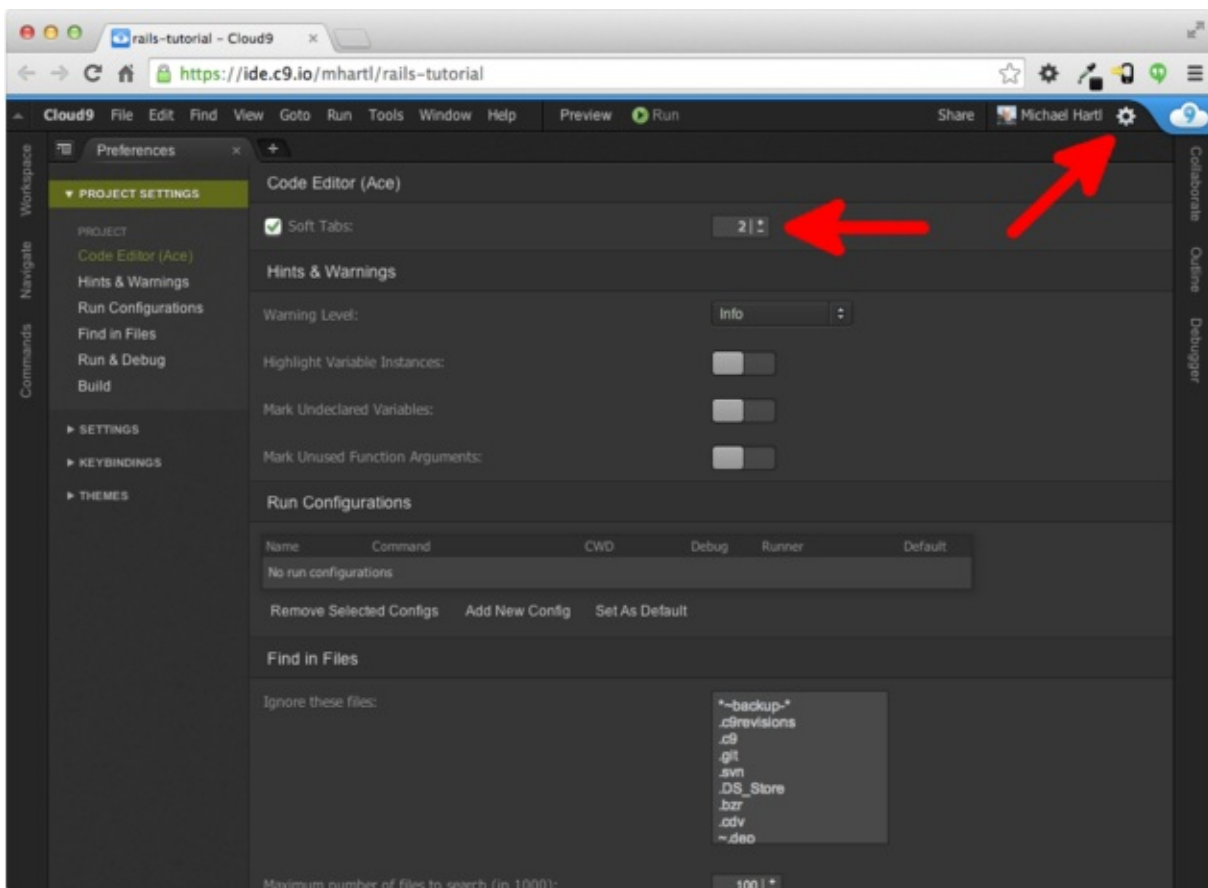 rails-tutorial - Cloud9
https://ide.c9.io/mhartl/rails-tutorial
Cloud9 File Edit Find View Goto Run Tools Window Help Preview Run Share Michael Hartl 9
Workspace
Navigate
Commands
Preferences
PROJECT SETTINGS
PROJECT
Code Editor (Ace)
Hints & Warnings
Run Configurations
Find in Files
Run & Debug
Build
SETTINGS
KEYBINDINGS
THEMES
Code Editor (Ace)
Soft Tabs: 2
Hints & Warnings
Warning Level: Info
Highlight Variable Instances:
Mark Undeclared Variables:
Mark Unused Function Arguments:
Run Configurations
Name Command CWD Debug Runner Default
No run configurations
Remove Selected Configs Add New Config Set As Default
Find in Files
Ignore these files:
*~backup-*
.c9revisions
.c9
.git
.svn
.DS_Store
.bzr
.cdv
~.dep
Maximum number of files to search (in 1000): 100
Collaborate
Outline
Debugger